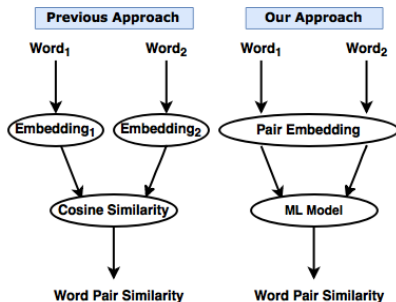 Previous Approach
Word1 Word2
Embedding1 Embedding2
Cosine Similarity
Word Pair Similarity
Our Approach
Word1 Word2
Pair Embedding
ML Model
Word Pair Similarity